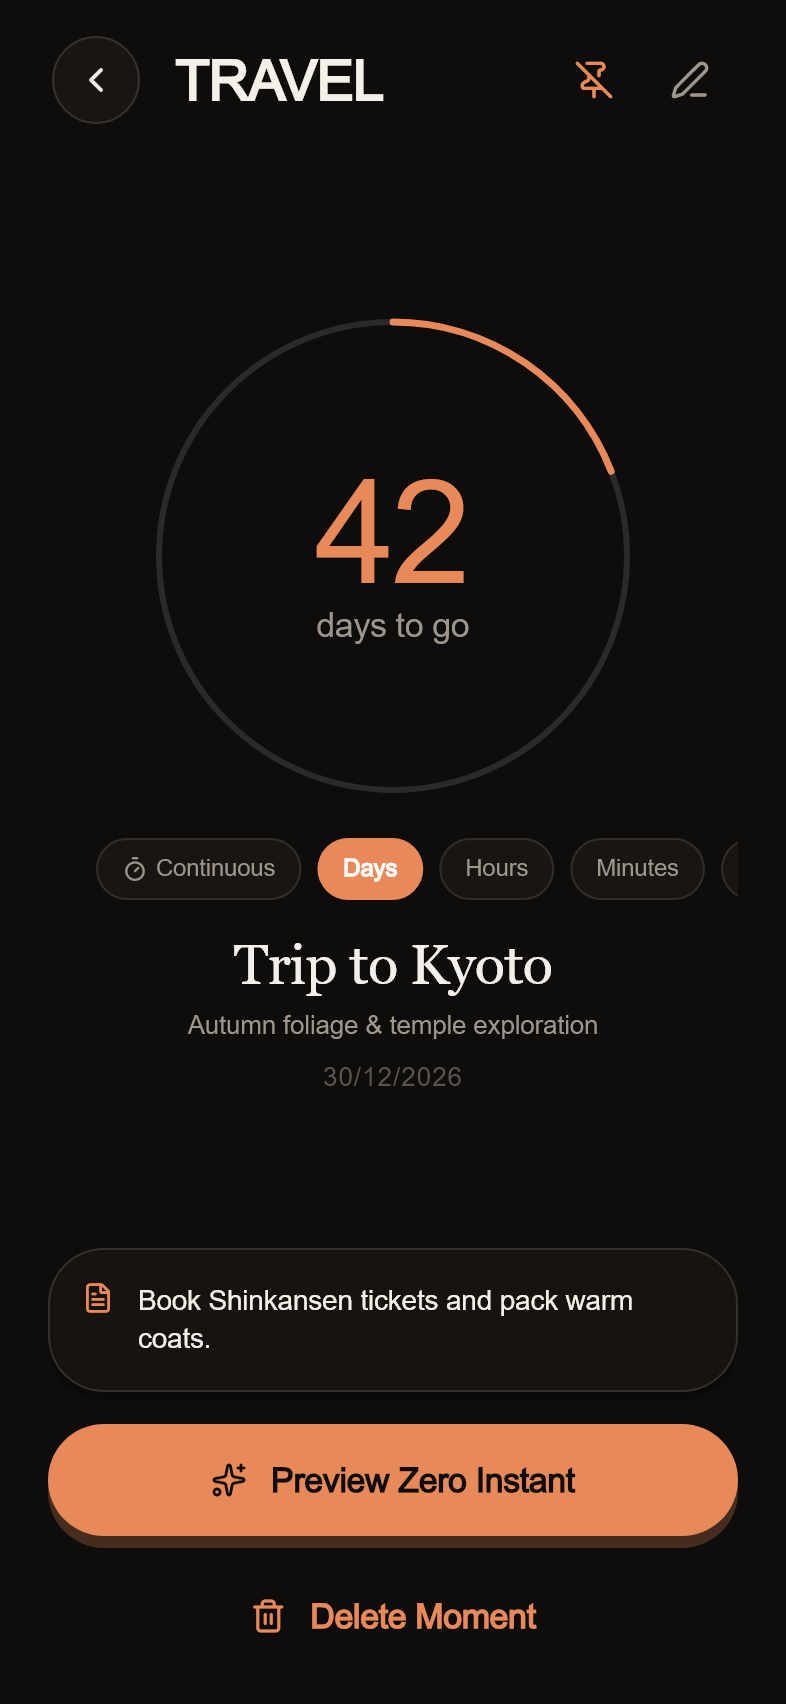 TRAVEL
42
days to go
Continuous
Days
Hours
Minutes
Trip to Kyoto
Autumn foliage & temple exploration
30/12/2026
Book Shinkansen tickets and pack warm
coats.
Preview Zero Instant
Delete Moment